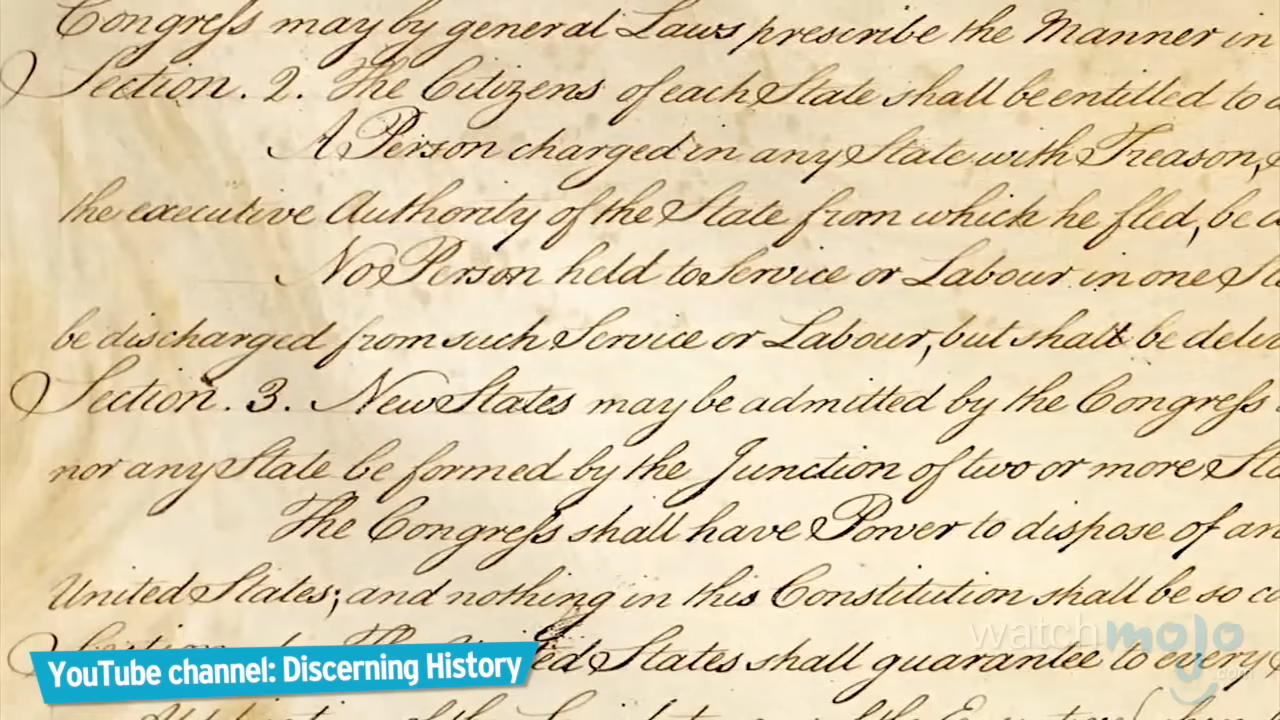 Congress may by general Laws prescribe the Manner in
Section. 2. The Citizens of each State shall be entitled to
A Person charged in any State with Treason,
the executive Authority of the State from which he fled, be
No Person held to Service or Labour in one
be discharged from such Service or Labour, but shall be
Section. 3. New States may be admitted by the Congress
nor any State be formed by the Junction of two or more
The Congress shall have Power to dispose of
United States; and nothing in this Constitution shall be so
States shall guarantee to every
YouTube channel: Discerning History
watchmojo
.com